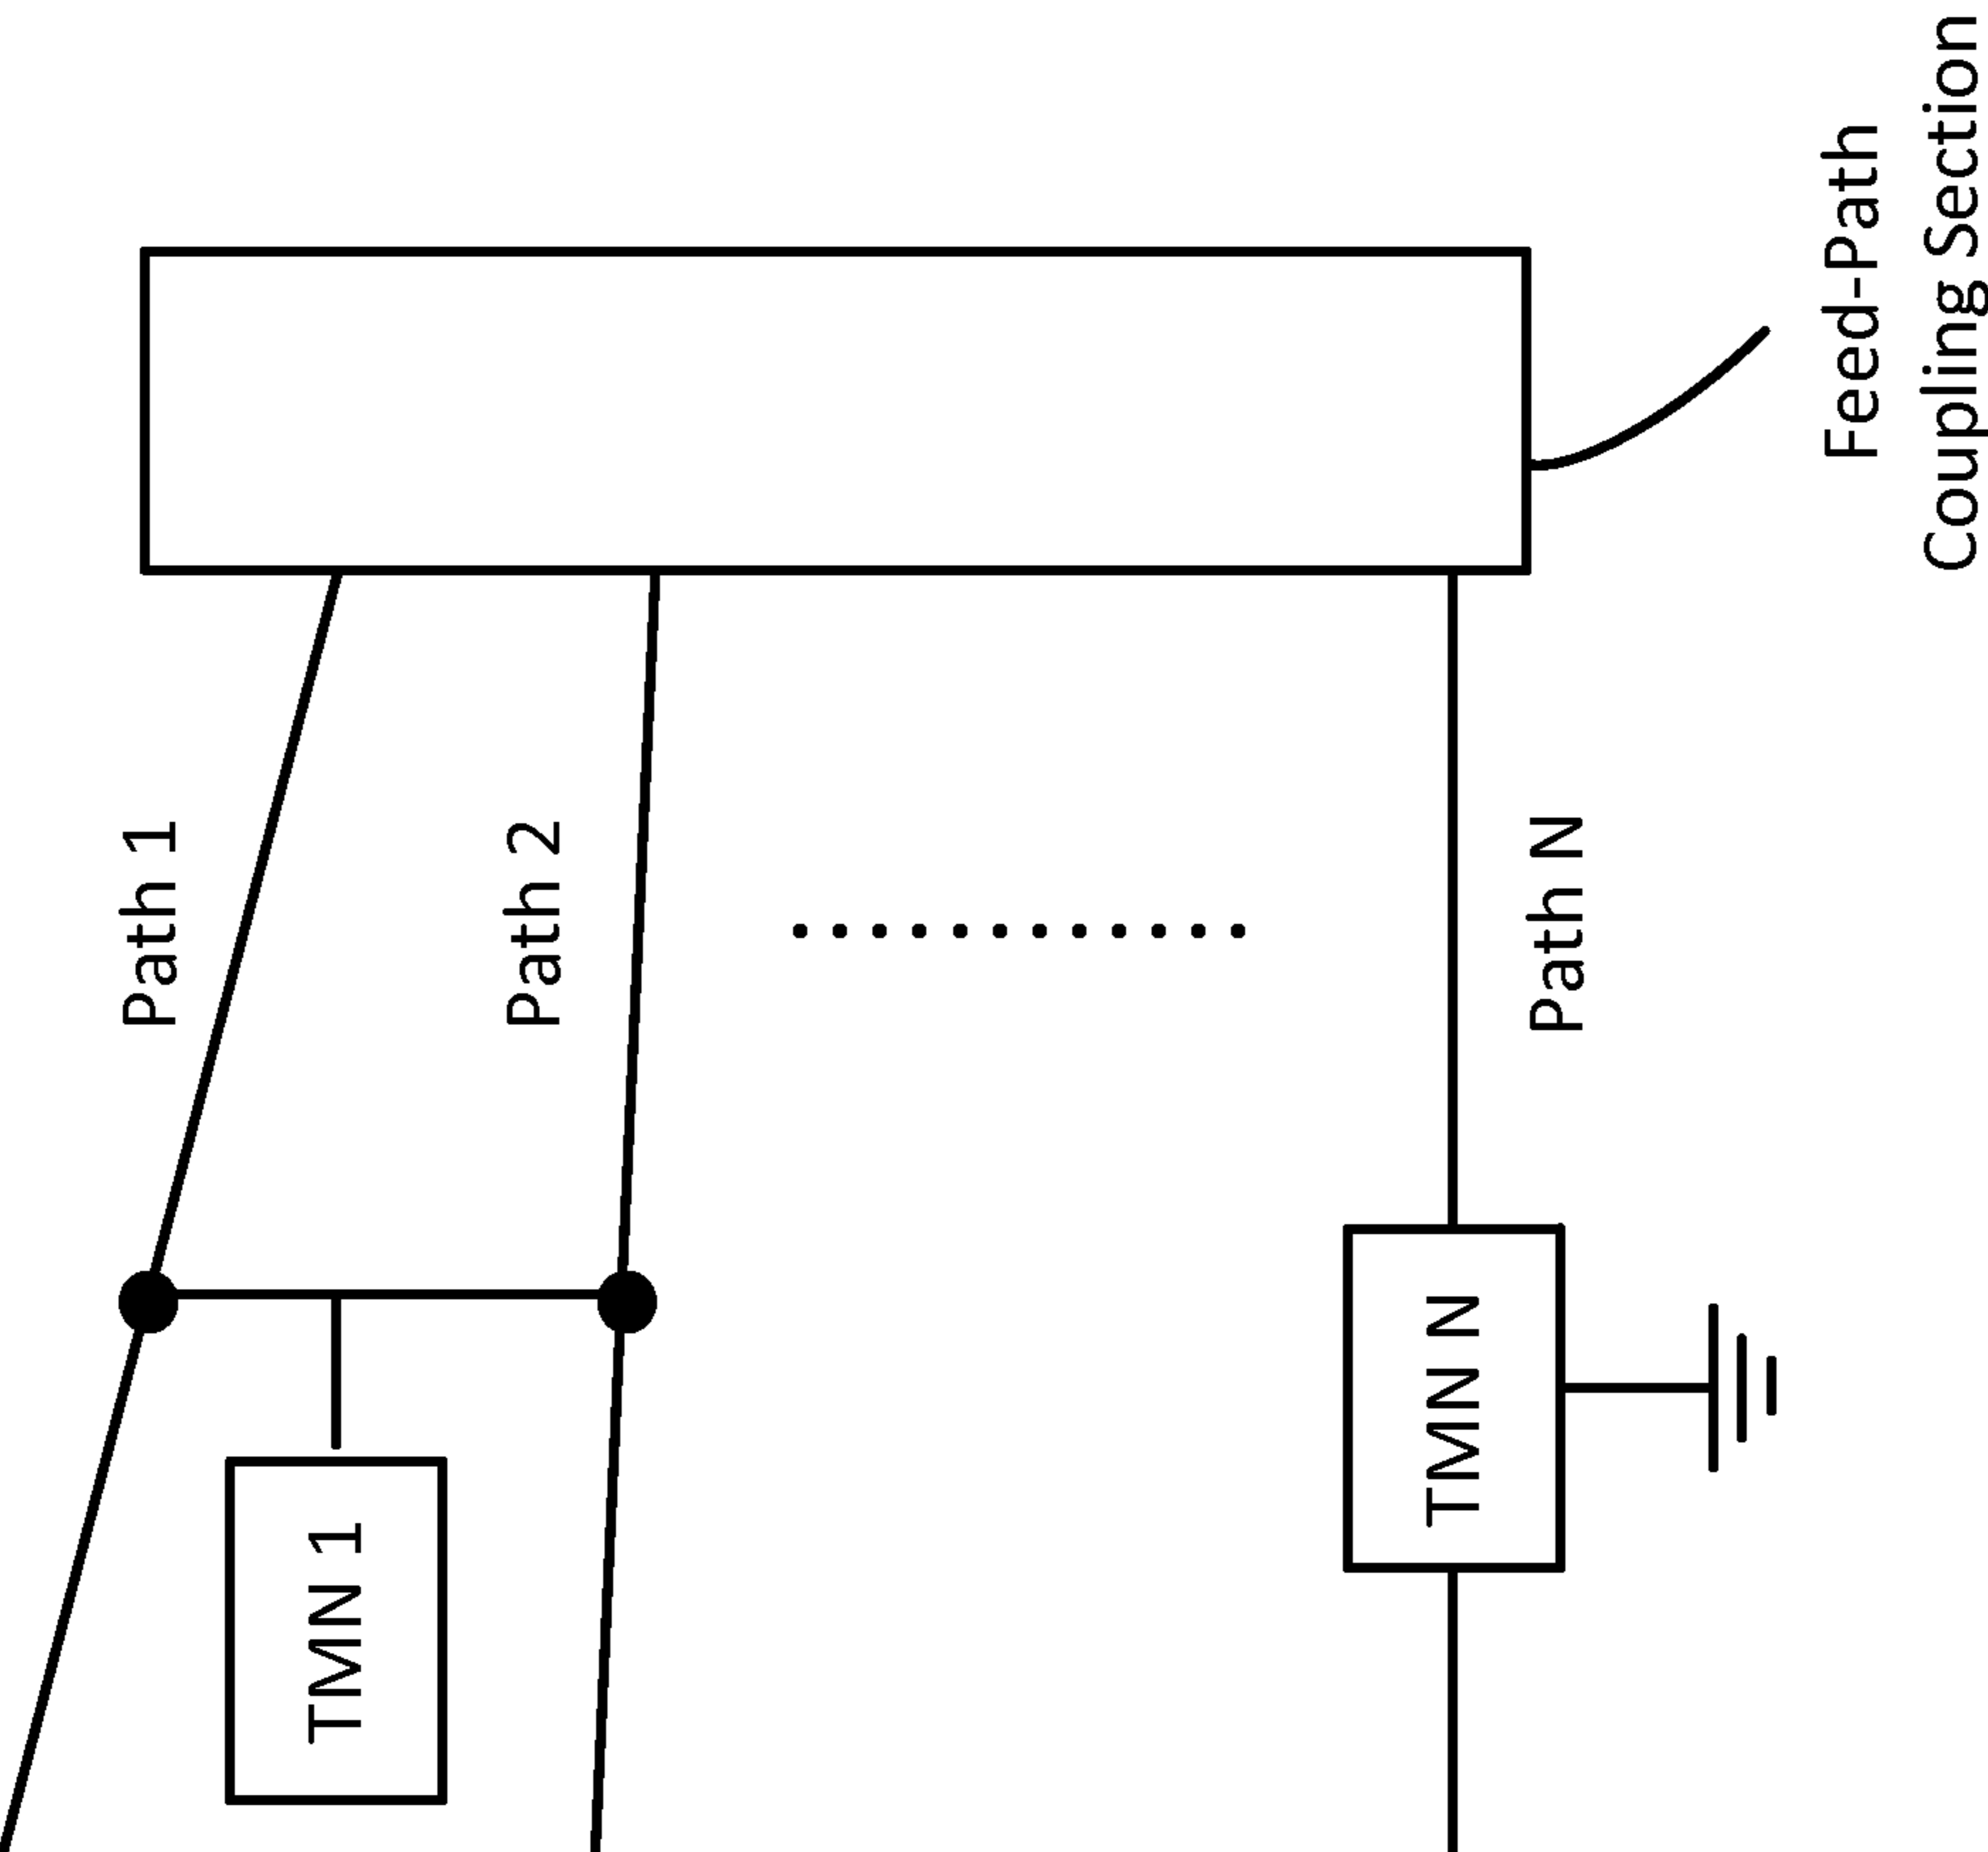 Path 1
Path 2
Path N
TMN 1
TMN N
Feed-Path
Coupling Section